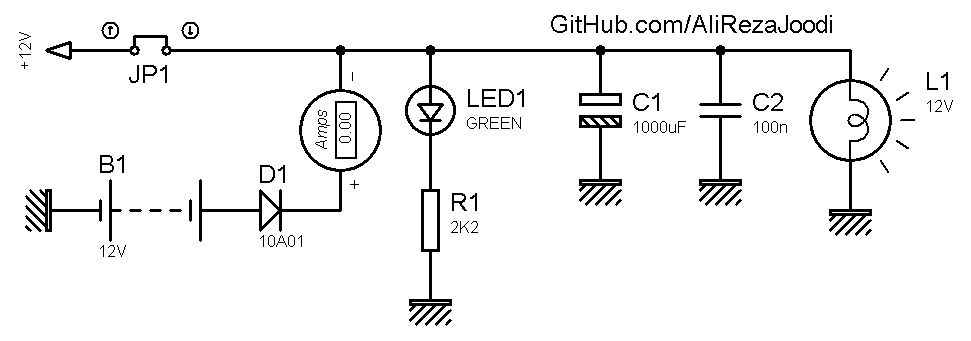 GitHub.com/AliRezaJoodi
+12V
JP1
Amps
0.00
−
+
LED1
GREEN
C1
1000uF
C2
100n
L1
12V
B1
12V
D1
10A01
R1
2K2